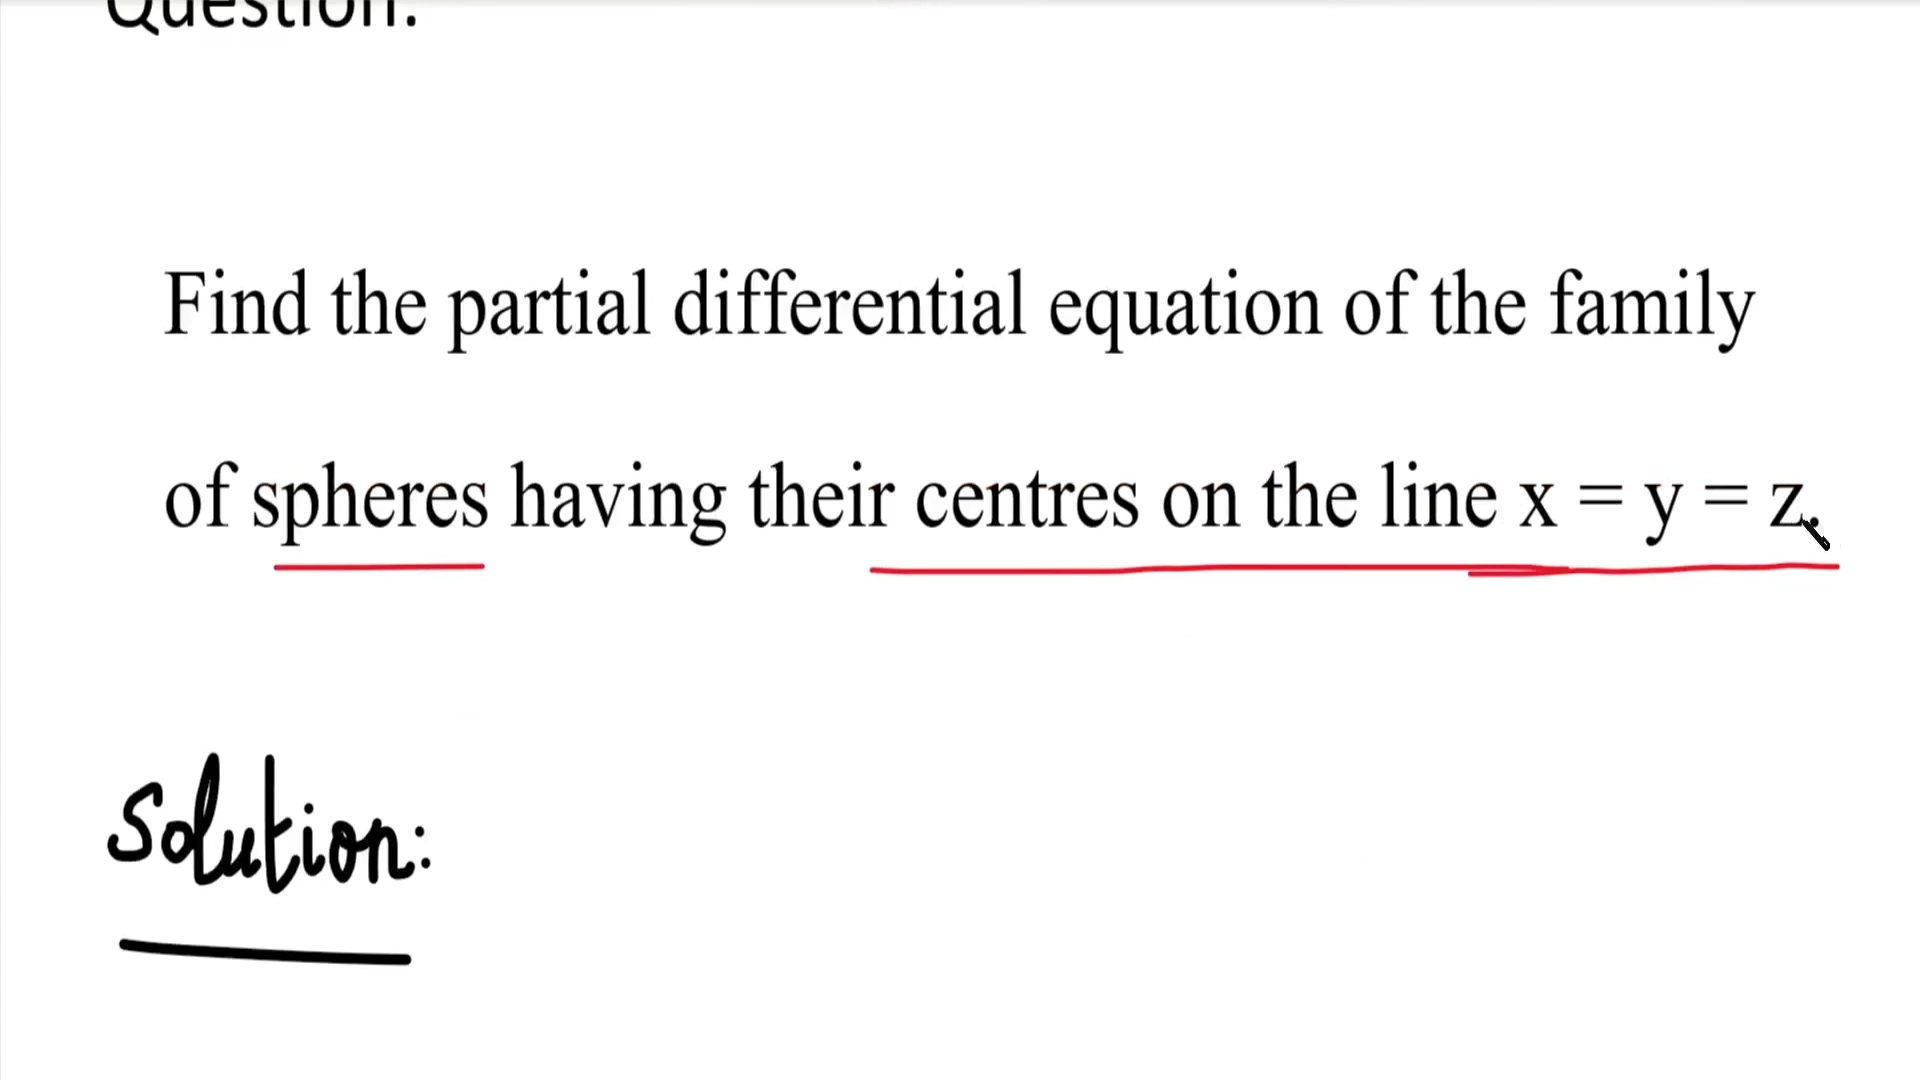 Question:
Find the partial differential equation of the family
of spheres having their centres on the line x = y = z.
Solution: